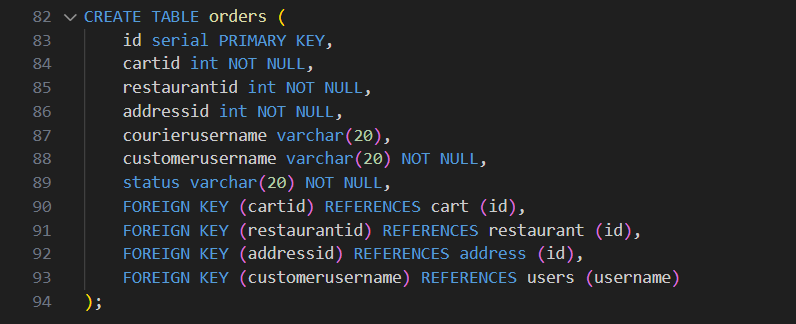 82 CREATE TABLE orders (
83 id serial PRIMARY KEY,
84 cartid int NOT NULL,
85 restaurantid int NOT NULL,
86 addressid int NOT NULL,
87 courierusername varchar(20),
88 customerusername varchar(20) NOT NULL,
89 status varchar(20) NOT NULL,
90 FOREIGN KEY (cartid) REFERENCES cart (id),
91 FOREIGN KEY (restaurantid) REFERENCES restaurant (id),
92 FOREIGN KEY (addressid) REFERENCES address (id),
93 FOREIGN KEY (customerusername) REFERENCES users (username)
94 );